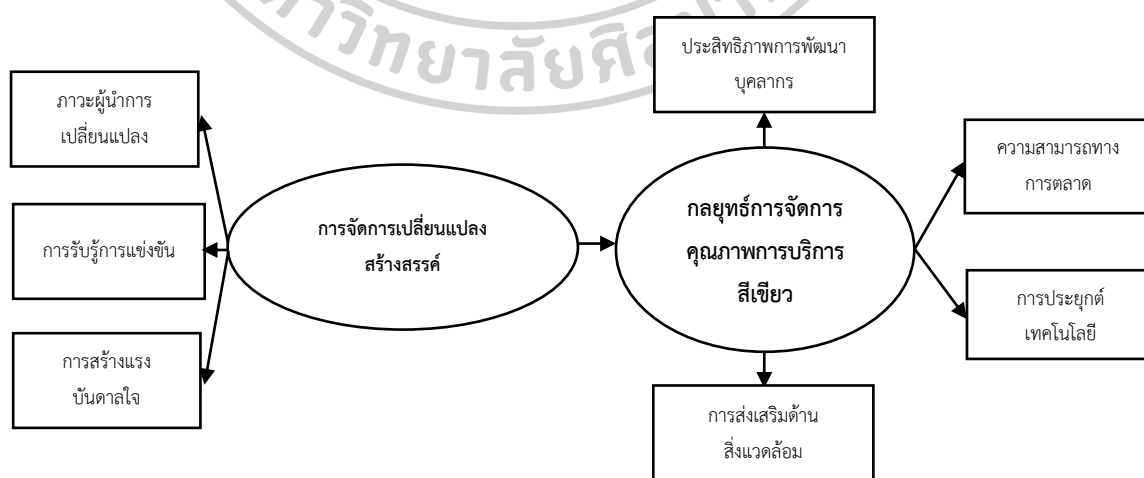 วิทยาลัย
ภาวะผู้นำการ
เปลี่ยนแปลง
การรับรู้การแข่งขัน
การสร้างแรง
บันดาลใจ
การจัดการเปลี่ยนแปลง
สร้างสรรค์
ประสิทธิภาพการพัฒนา
บุคลากร
กลยุทธ์การจัดการ
คุณภาพการบริการ
สีเขียว
การส่งเสริมด้าน
สิ่งแวดล้อม
ความสามารถทาง
การตลาด
การประยุกต์
เทคโนโลยี